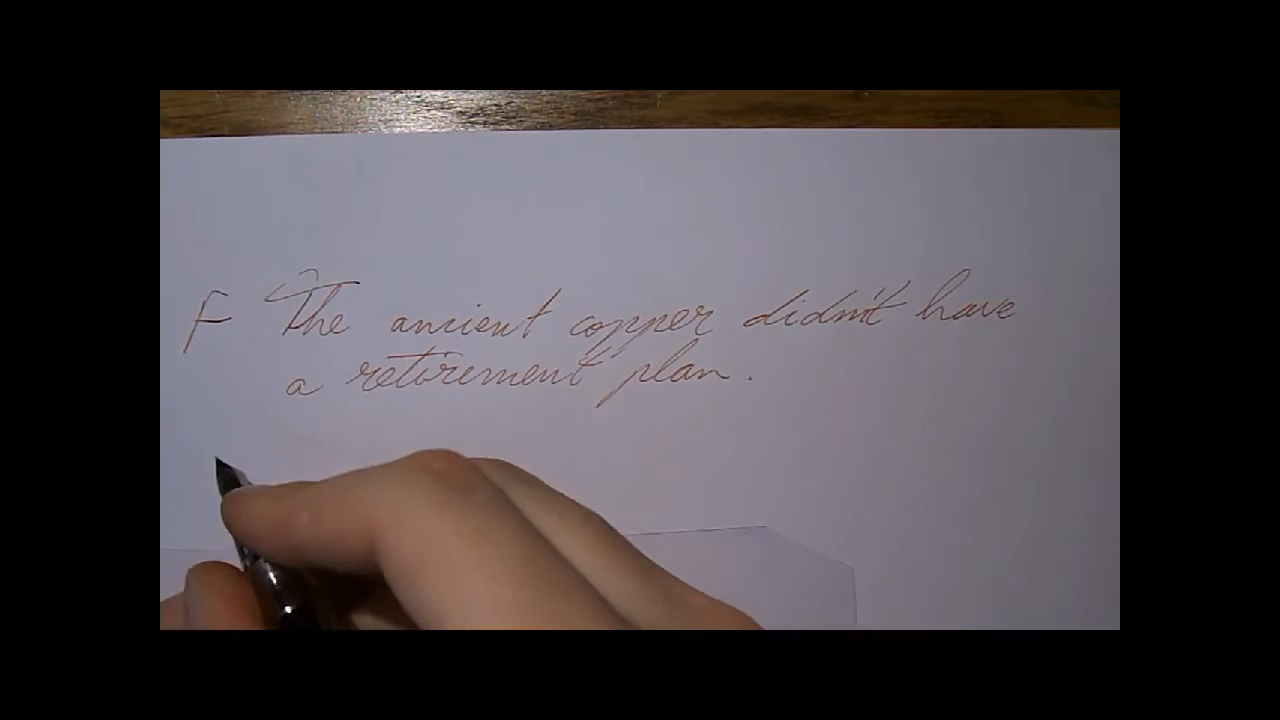 F The ancient copper didn't have
a retirement plan.